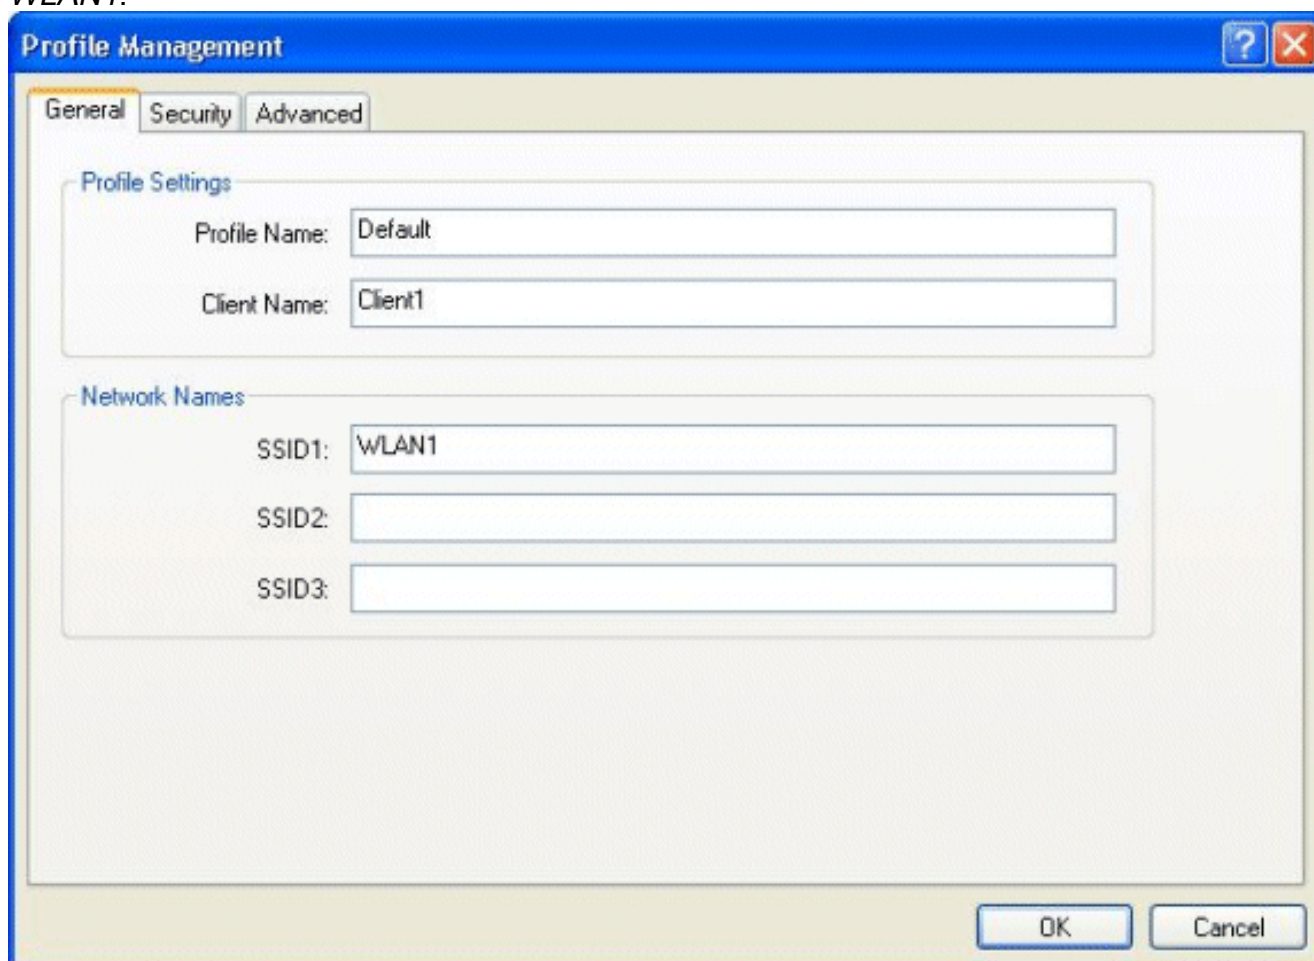 WLAN1.
Profile Management
General Security Advanced
Profile Settings
Profile Name: Default
Client Name: Client1
Network Names
SSID1: WLAN1
SSID2:
SSID3:
OK Cancel